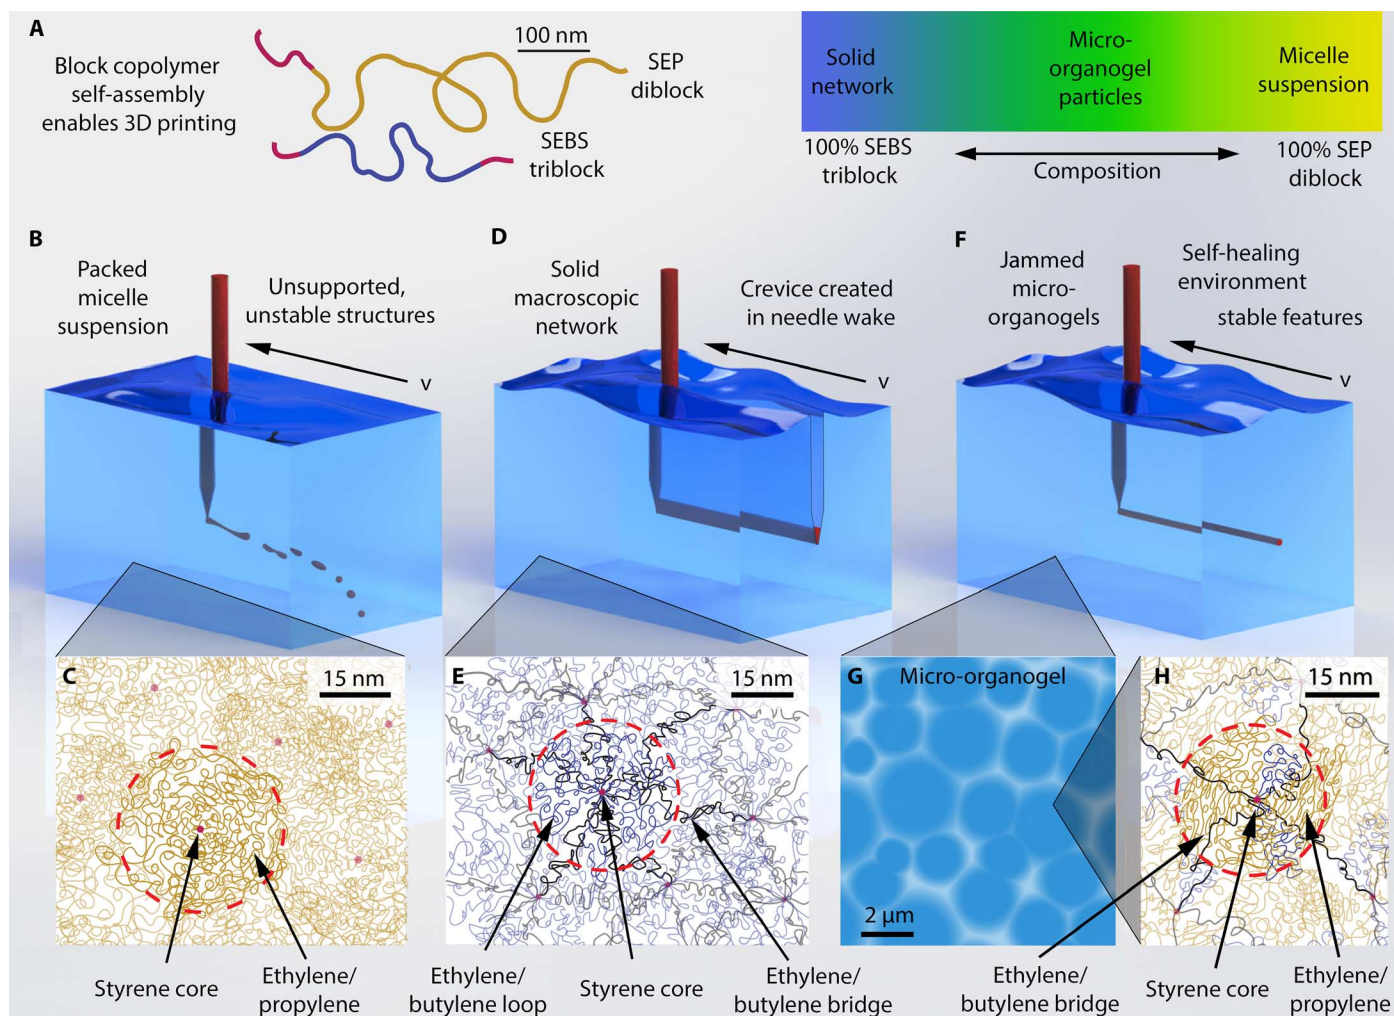 A
Block copolymer
self-assembly
enables 3D printing
100 nm
SEP
diblock
SEBS
triblock
Solid
network
Micro-
organogel
particles
Micelle
suspension
100% SEBS
triblock
Composition
100% SEP
diblock
B
Packed
micelle
suspension
Unsupported,
unstable structures
v
D
Solid
macroscopic
network
Crevice created
in needle wake
v
F
Jammed
micro-
organogels
Self-healing
environment
stable features
v
C
15 nm
Styrene core
Ethylene/
propylene
E
15 nm
Ethylene/
butylene loop
Styrene core
Ethylene/
butylene bridge
G
Micro-organogel
2 µm
H
15 nm
Ethylene/
butylene bridge
Styrene core
Ethylene/
propylene